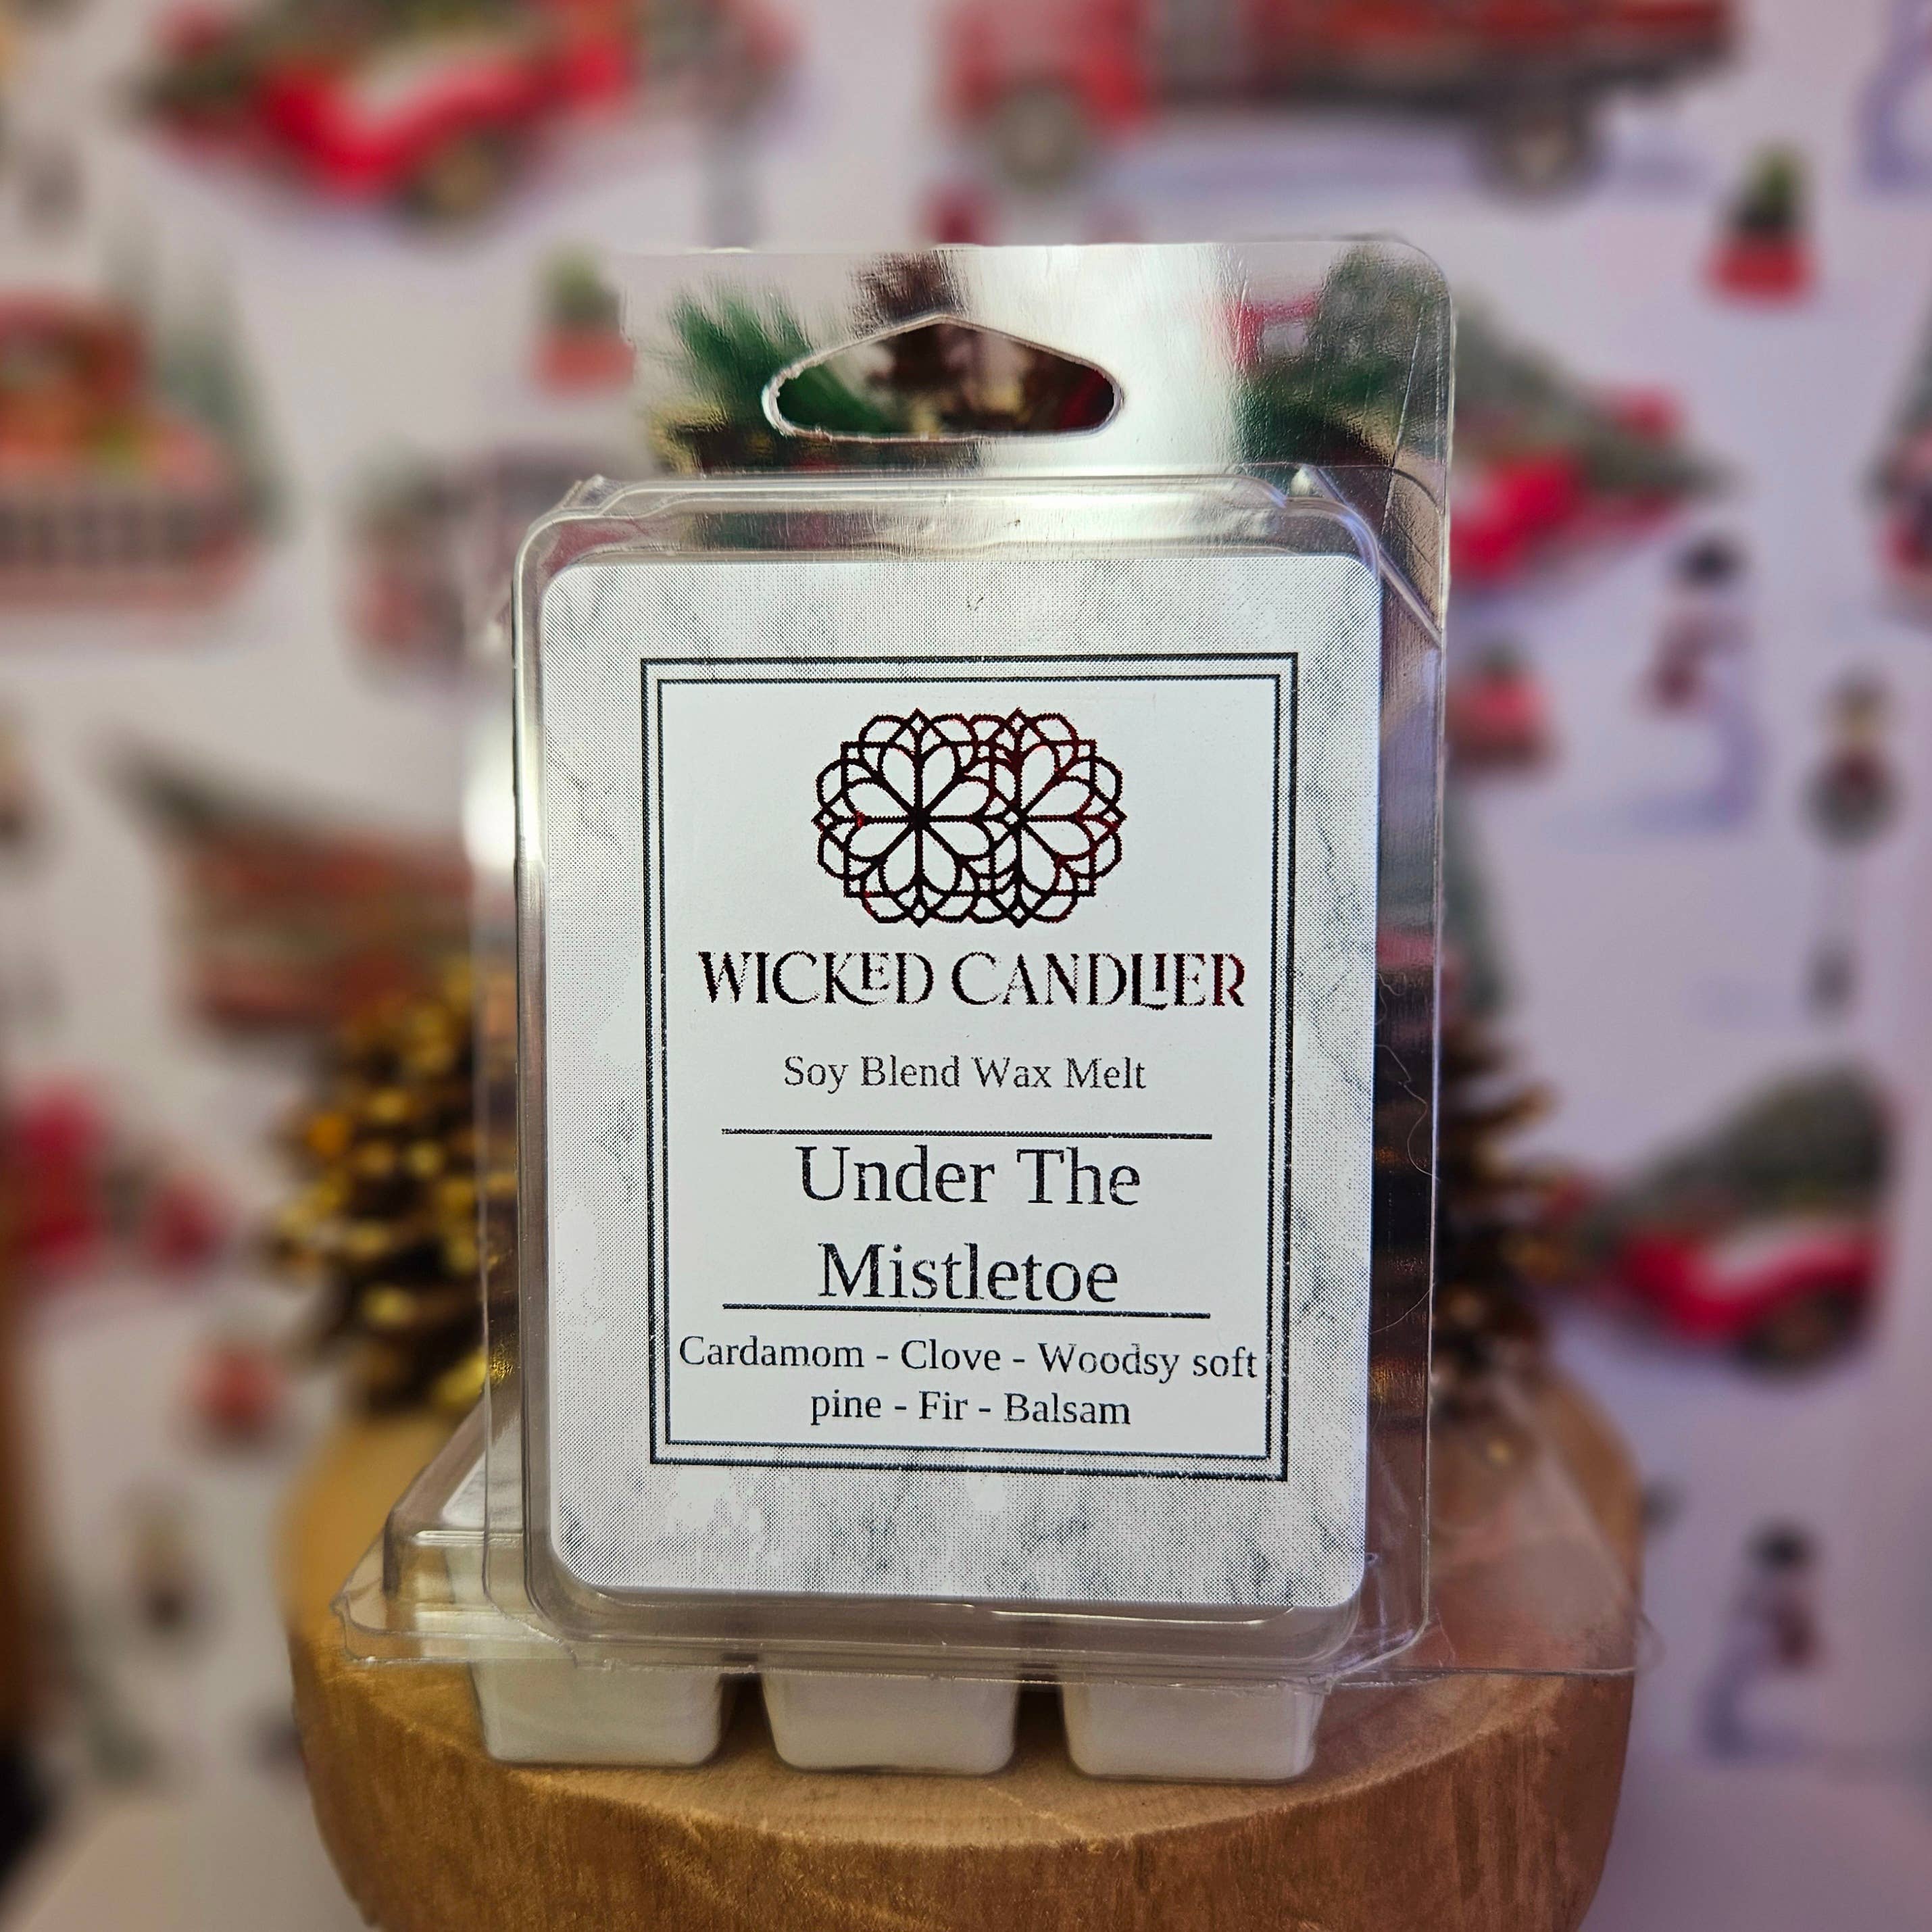 WICKED CANDLIER
Soy Blend Wax Melt
Under The
Mistletoe
Cardamom - Clove - Woodsy soft
pine - Fir - Balsam